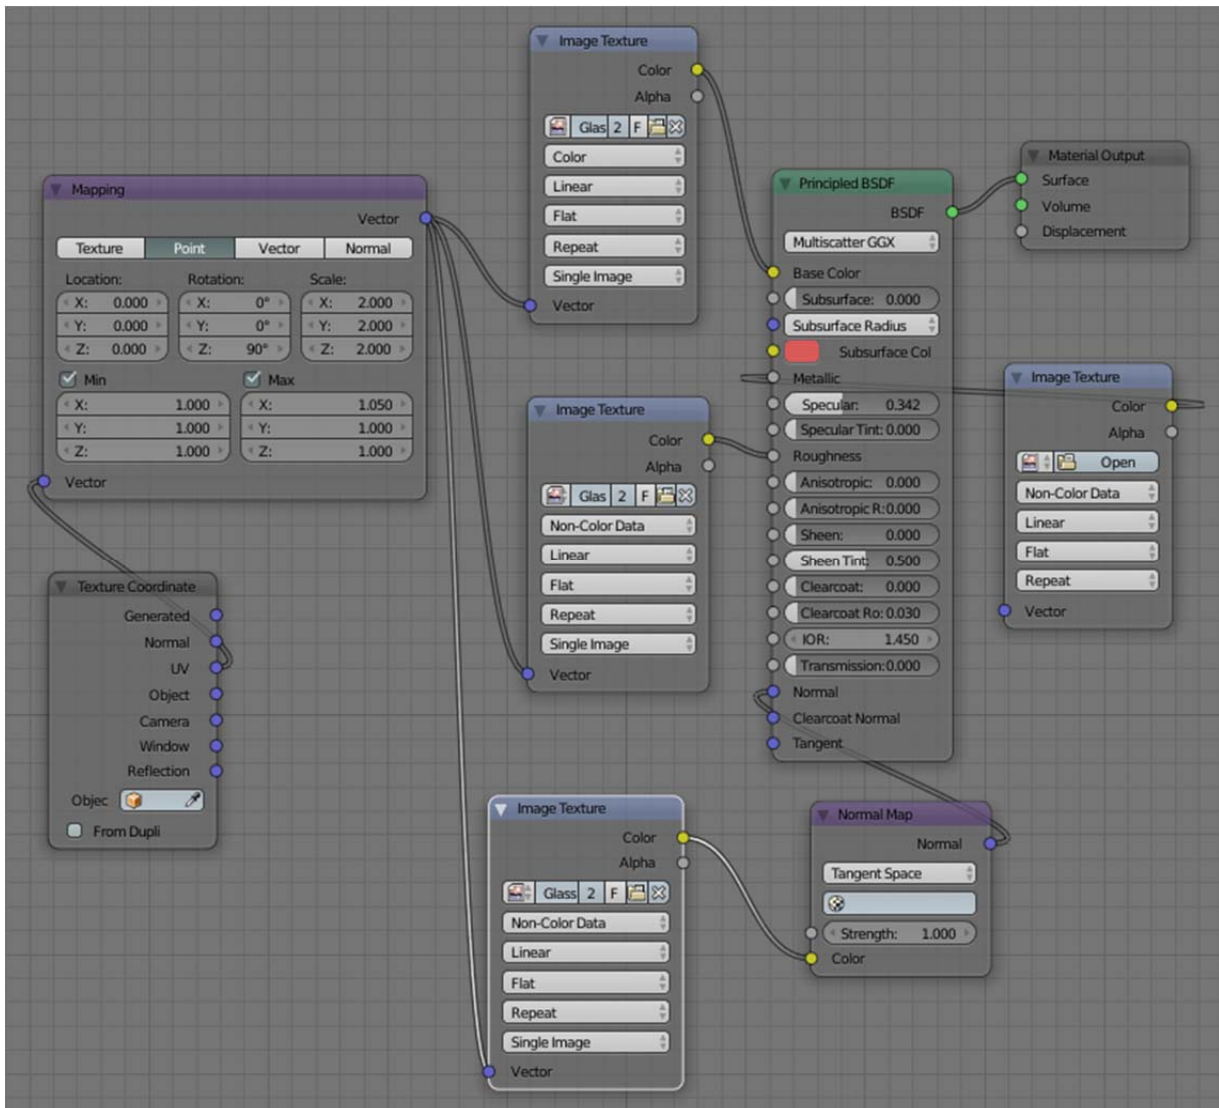 Image Texture
Color
Alpha
Glas 2 F
Color
Linear
Flat
Repeat
Single Image
Vector
Mapping
Vector
Texture Point Vector Normal
Location: Rotation: Scale:
X: 0.000 X: 0° X: 2.000
Y: 0.000 Y: 0° Y: 2.000
Z: 0.000 Z: 90° Z: 2.000
Min Max
X: 1.000 X: 1.050
Y: 1.000 Y: 1.000
Z: 1.000 Z: 1.000
Vector
Texture Coordinate
Generated
Normal
UV
Object
Camera
Window
Reflection
Objec
From Dupli
Image Texture
Color
Alpha
Glas 2 F
Non-Color Data
Linear
Flat
Repeat
Single Image
Vector
Image Texture
Color
Alpha
Glass 2 F
Non-Color Data
Linear
Flat
Repeat
Single Image
Vector
Principled BSDF
BSDF
Multiscatter GGX
Base Color
Subsurface: 0.000
Subsurface Radius
Subsurface Col
Metallic
Specular: 0.342
Specular Tint: 0.000
Roughness
Anisotropic: 0.000
Anisotropic R: 0.000
Sheen: 0.000
Sheen Tint: 0.500
Clearcoat: 0.000
Clearcoat Ro: 0.030
IOR: 1.450
Transmission: 0.000
Normal
Clearcoat Normal
Tangent
Normal Map
Normal
Tangent Space
Strength: 1.000
Color
Material Output
Surface
Volume
Displacement
Image Texture
Color
Alpha
Open
Non-Color Data
Linear
Flat
Repeat
Vector